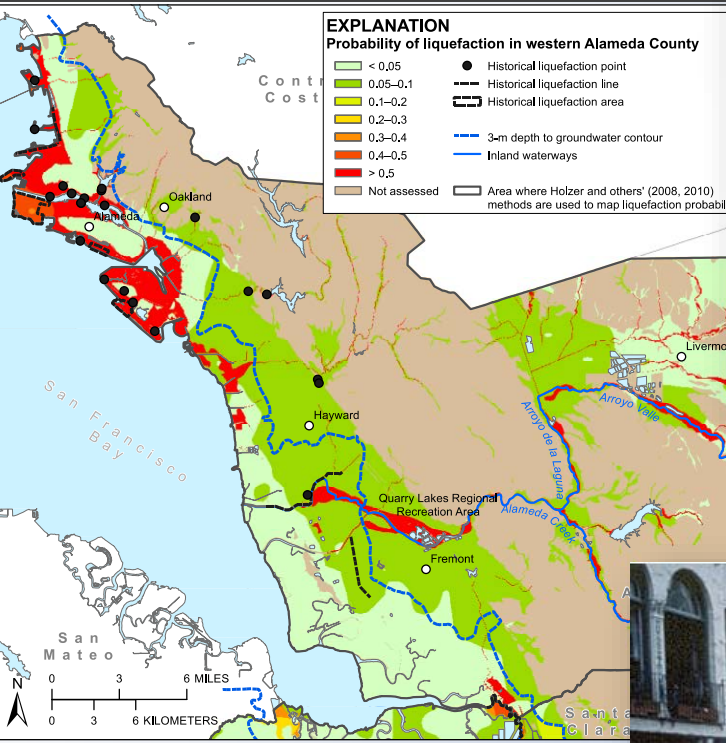 EXPLANATION
Probability of liquefaction in western Alameda County
< 0.05
0.05–0.1
0.1–0.2
0.2–0.3
0.3–0.4
0.4–0.5
> 0.5
Not assessed
Historical liquefaction point
Historical liquefaction line
Historical liquefaction area
3-m depth to groundwater contour
Inland waterways
Area where Holzer and others' (2008, 2010)
methods are used to map liquefaction probabil
Contr
Cost
Oakland
Alameda
Livermo
Arroyo Valle
Arroyo de la Laguna
San Francisco
Bay
Hayward
Quarry Lakes Regional
Recreation Area
Alameda Creek
Fremont
A
San
Mateo
Santa
Clara
N
0 3 6 MILES
0 3 6 KILOMETERS